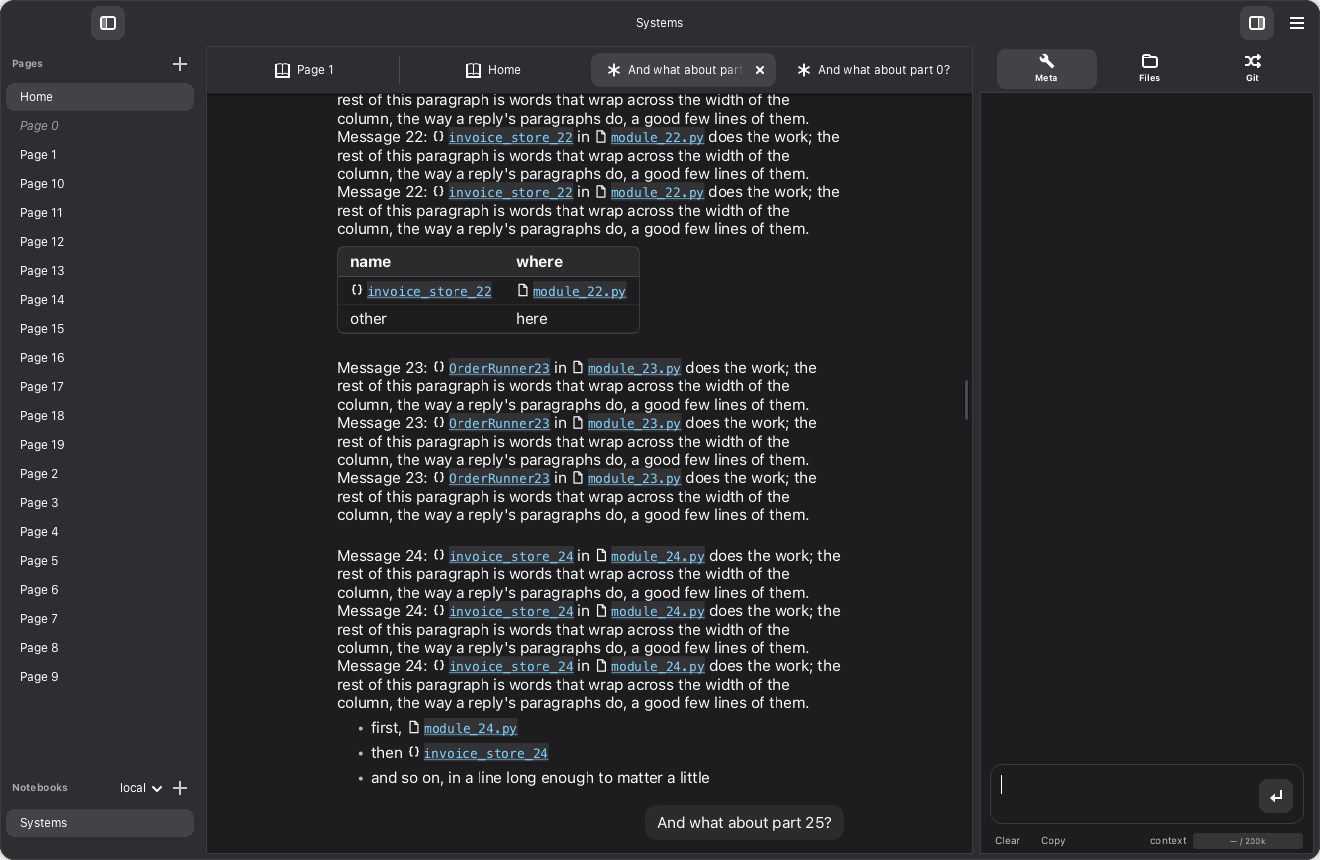 Systems
Pages
Home
Page 0
Page 1
Page 10
Page 11
Page 12
Page 13
Page 14
Page 15
Page 16
Page 17
Page 18
Page 19
Page 2
Page 3
Page 4
Page 5
Page 6
Page 7
Page 8
Page 9
Notebooks
local
Systems
Page 1
Home
And what about part
And what about part 0?
rest of this paragraph is words that wrap across the width of the
column, the way a reply's paragraphs do, a good few lines of them.
Message 22: {} invoice_store_22 in module_22.py does the work; the
rest of this paragraph is words that wrap across the width of the
column, the way a reply's paragraphs do, a good few lines of them.
Message 22: {} invoice_store_22 in module_22.py does the work; the
rest of this paragraph is words that wrap across the width of the
column, the way a reply's paragraphs do, a good few lines of them.
name where
{} invoice_store_22 module_22.py
other here
Message 23: {} OrderRunner23 in module_23.py does the work; the
rest of this paragraph is words that wrap across the width of the
column, the way a reply's paragraphs do, a good few lines of them.
Message 23: {} OrderRunner23 in module_23.py does the work; the
rest of this paragraph is words that wrap across the width of the
column, the way a reply's paragraphs do, a good few lines of them.
Message 23: {} OrderRunner23 in module_23.py does the work; the
rest of this paragraph is words that wrap across the width of the
column, the way a reply's paragraphs do, a good few lines of them.
Message 24: {} invoice_store_24 in module_24.py does the work; the
rest of this paragraph is words that wrap across the width of the
column, the way a reply's paragraphs do, a good few lines of them.
Message 24: {} invoice_store_24 in module_24.py does the work; the
rest of this paragraph is words that wrap across the width of the
column, the way a reply's paragraphs do, a good few lines of them.
Message 24: {} invoice_store_24 in module_24.py does the work; the
rest of this paragraph is words that wrap across the width of the
column, the way a reply's paragraphs do, a good few lines of them.
• first, module_24.py
• then {} invoice_store_24
• and so on, in a line long enough to matter a little
And what about part 25?
Meta
Files
Git
Clear
Copy
context
— / 200k